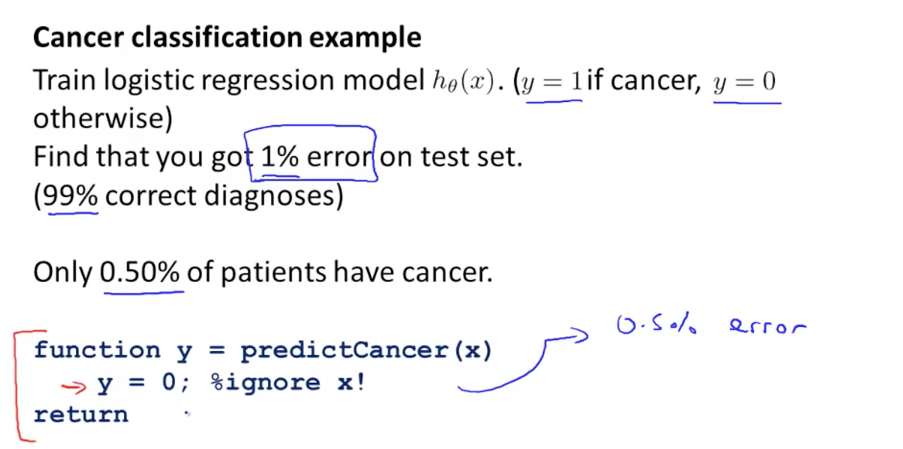 Cancer classification example
Train logistic regression model hθ(x). (y = 1 if cancer, y = 0
otherwise)
Find that you got 1% error on test set.
(99% correct diagnoses)
Only 0.50% of patients have cancer.
0.5% error
function y = predictCancer(x)
y = 0; %ignore x!
return